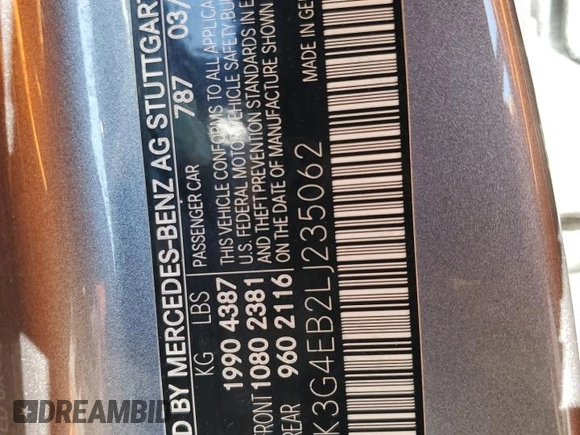 D BY MERCEDES-BENZ AG STUTTGART
787 03/
PASSENGER CAR
KG LBS
1990 4387
FRONT 1080 2381
REAR 960 2116
THIS VEHICLE CONFORMS TO ALL APPLICA
U.S. FEDERAL MOTOR VEHICLE SAFETY, BU
AND THEFT PREVENTION STANDARDS IN E
ON THE DATE OF MANUFACTURE
MADE IN GE
K3G4EB2LJ235062
DREAMBID
dreambid.com